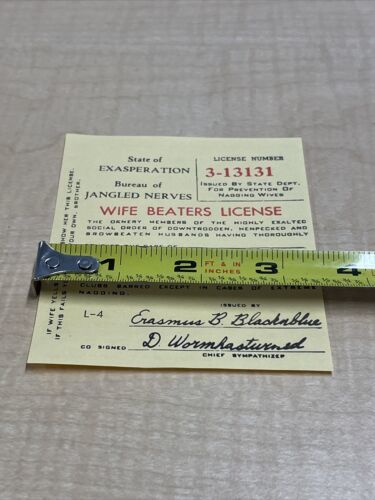 State of
EXASPERATION
Bureau of
JANGLED NERVES
LICENSE NUMBER
3-13131
ISSUED BY STATE DEPT.
FOR PREVENTION OF
NAGGING WIVES
WIFE BEATERS LICENSE
THE ORNERY MEMBERS OF THE HIGHLY EXALTED
SOCIAL ORDER OF DOWNTRODDEN, HENPECKED AND
BROWBEATEN HUSBANDS HAVING THOROUGHLY
1 2 FT & IN INCHES 3 4
CLUBS BARRED EXCEPT IN CASES OF EXTREME
NAGGING
ISSUED BY
L-4
Erasmus B. Blacknblue
CO SIGNED D. Wormhasturned
CHIEF SYMPATHIZER
IF WIFE YE
SHOW HER THIS LICENSE.
IF THIS FAILS
YOUR OWN, BROTHER.